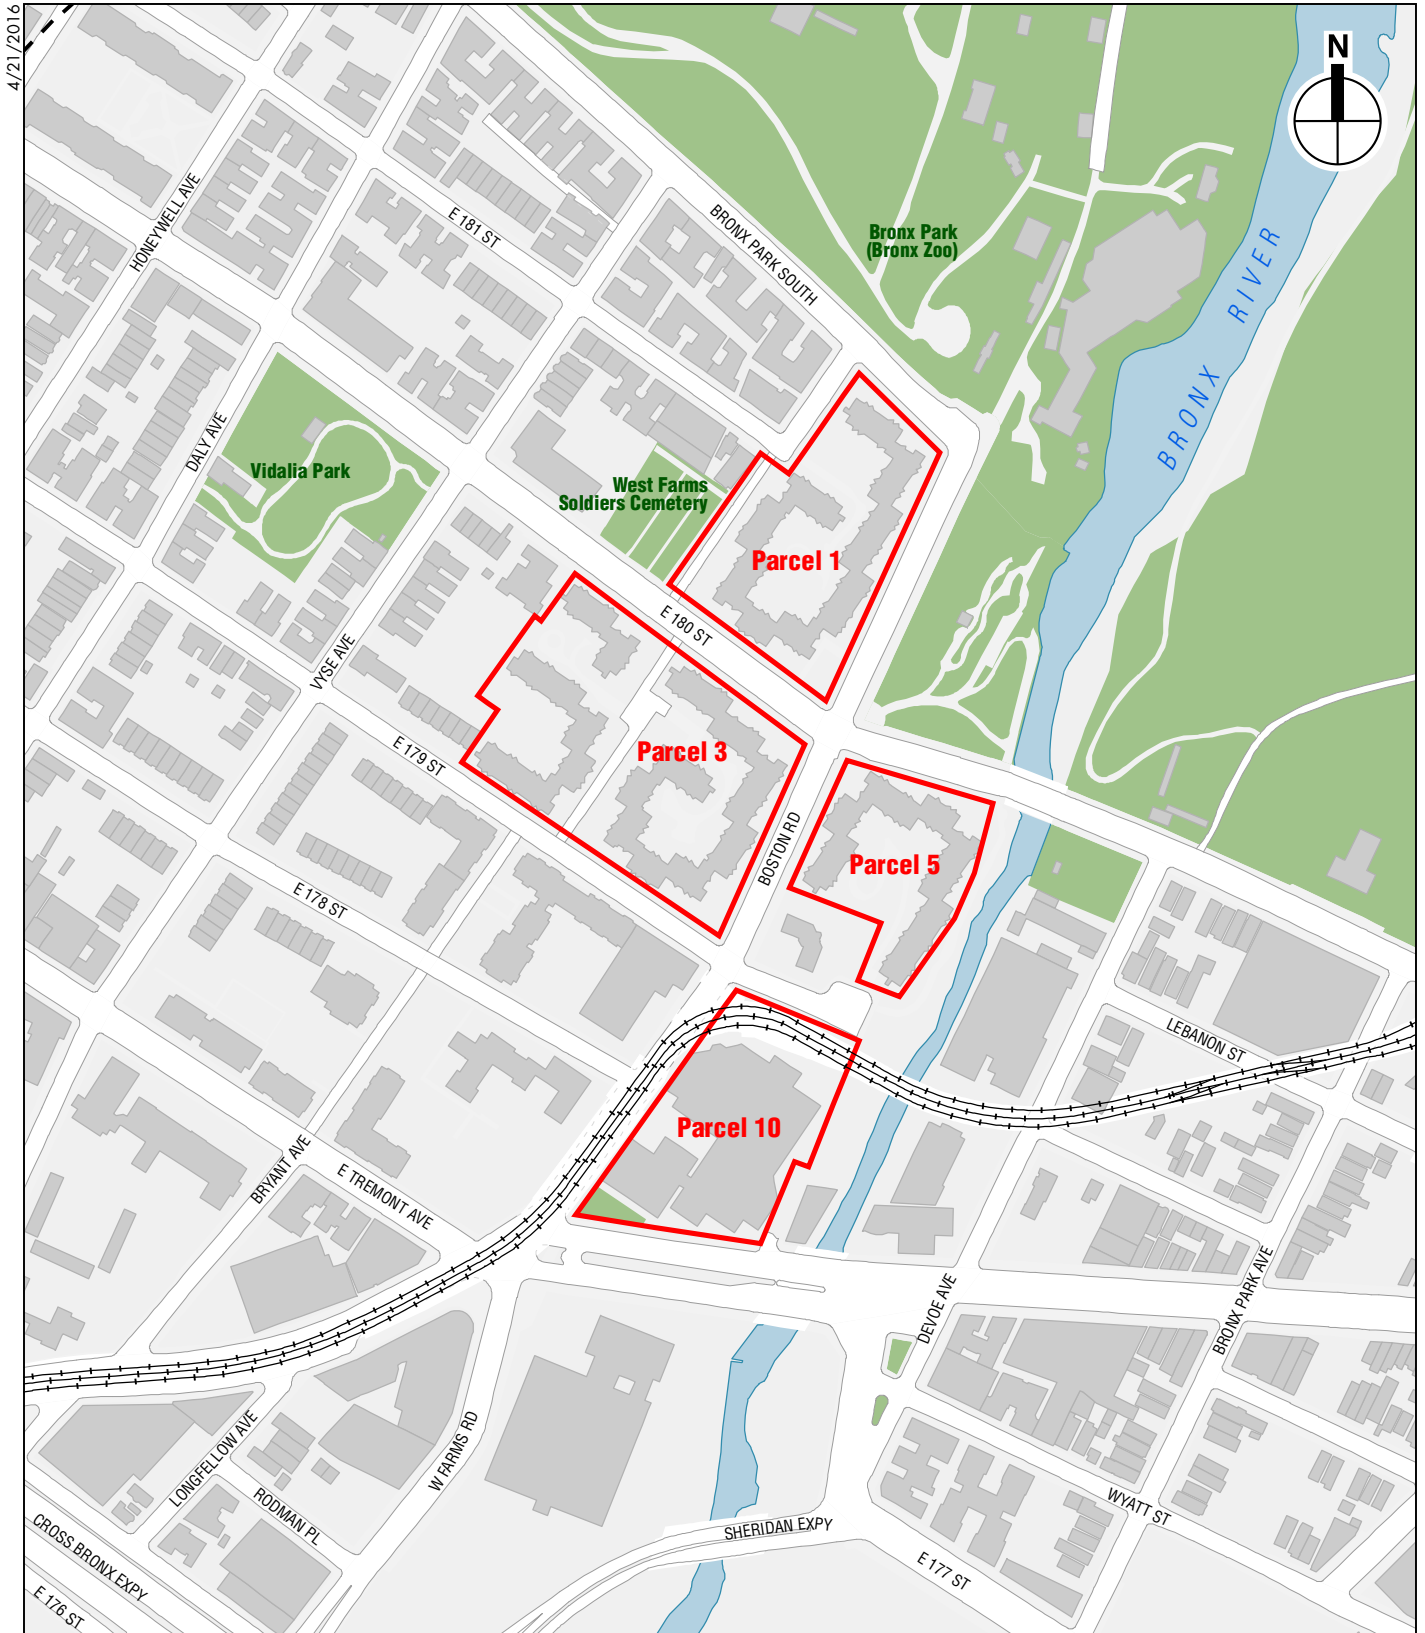 4/21/2016
N
HONEYWELL AVE
E 181 ST
BRONX PARK SOUTH
Bronx Park
(Bronx Zoo)
BRONX RIVER
DALY AVE
Vidalia Park
West Farms
Soldiers Cemetery
Parcel 1
E 180 ST
VYSE AVE
E 179 ST
Parcel 3
BOSTON RD
Parcel 5
E 178 ST
LEBANON ST
Parcel 10
BRYANT AVE
E TREMONT AVE
DEVOE AVE
BRONX PARK AVE
LONGFELLOW AVE
W FARMS RD
RODMAN PL
WYATT ST
SHERIDAN EXPY
CROSS BRONX EXPY
E 177 ST
E 176 ST